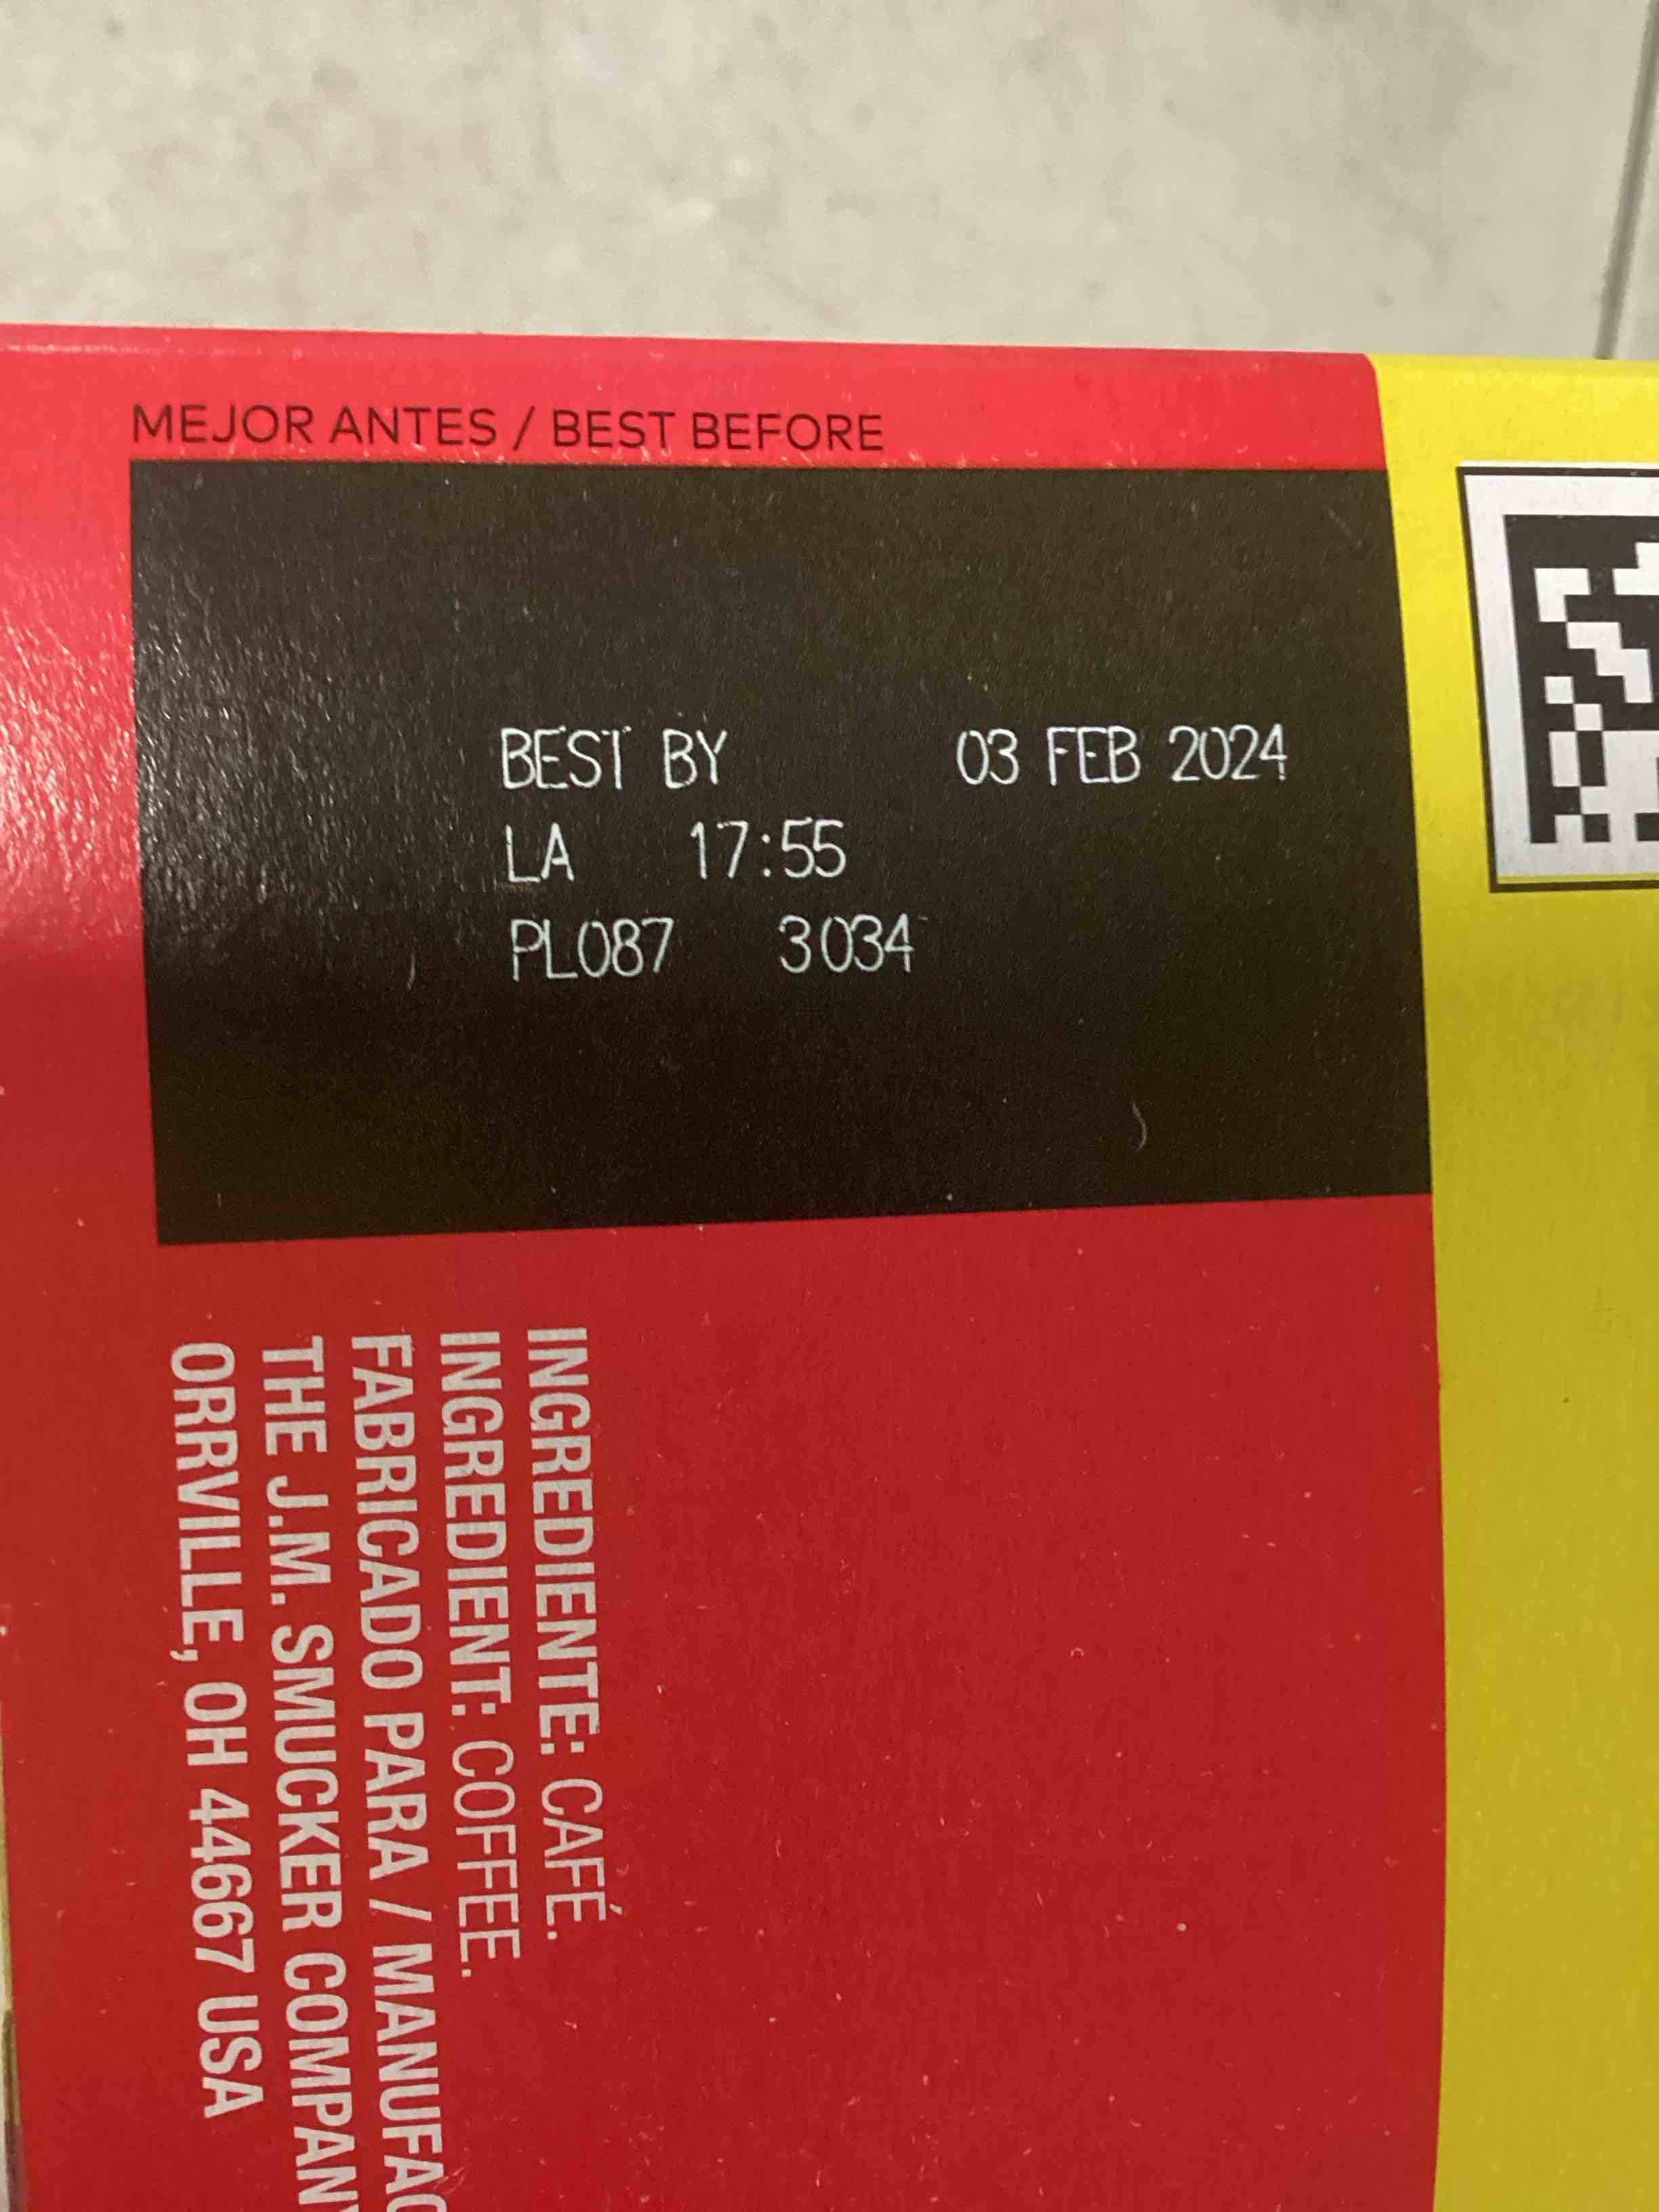 MEJOR ANTES / BEST BEFORE
BEST BY 03 FEB 2024
LA 17:55
PL087 3034
INGREDIENTE: CAFÉ.
INGREDIENT: COFFEE.
FABRICADO PARA / MANUFAC
THE J.M. SMUCKER COMPANY
ORRVILLE, OH 44667 USA